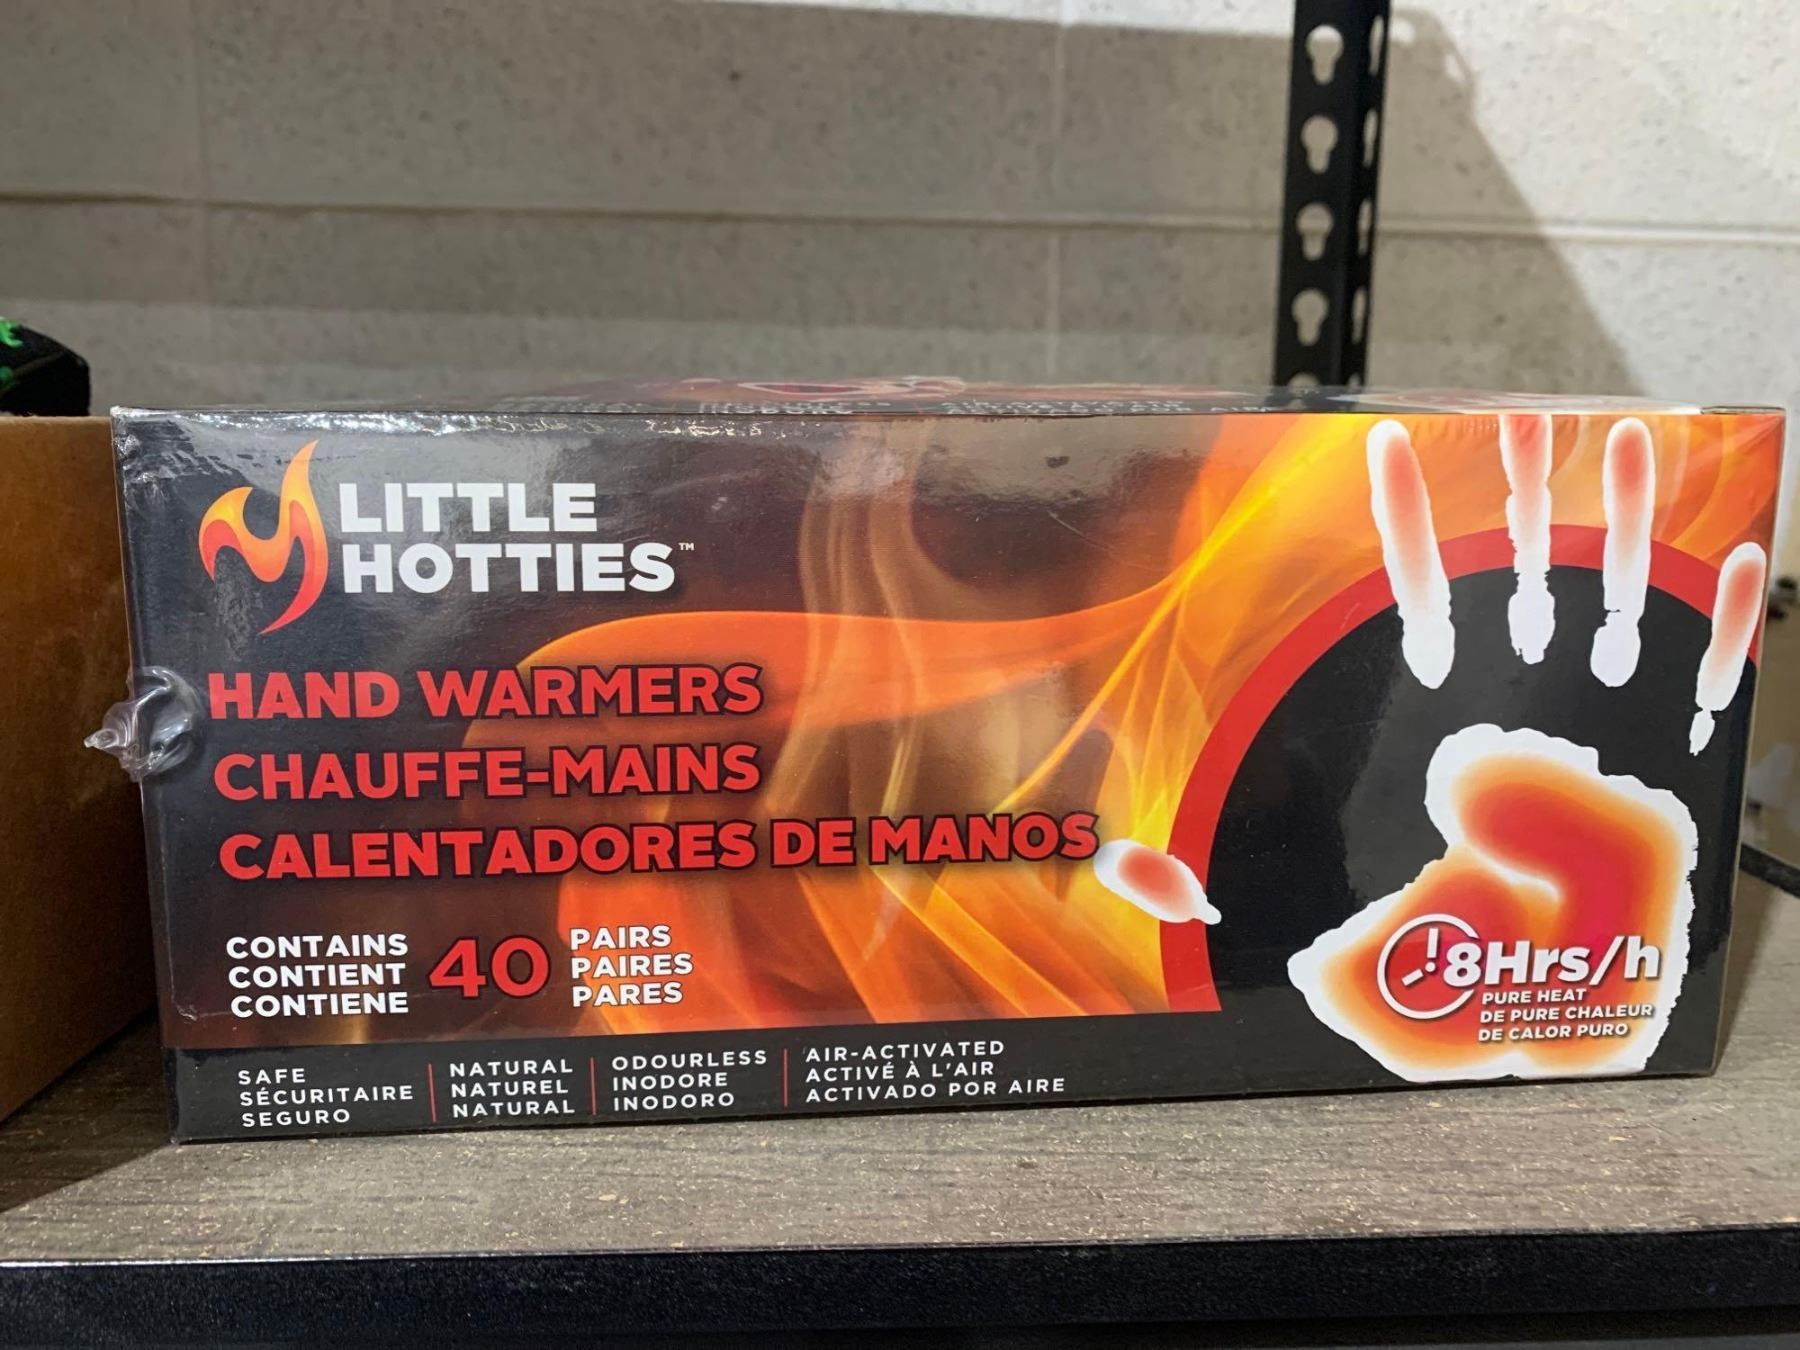 LITTLE
HOTTIES™
HAND WARMERS
CHAUFFE-MAINS
CALENTADORES DE MANOS
CONTAINS
CONTIENT
CONTIENE
40
PAIRS
PAIRES
PARES
8Hrs/h
PURE HEAT
DE PURE CHALEUR
DE CALOR PURO
SAFE
SÉCURITAIRE
SEGURO
NATURAL
NATUREL
NATURAL
ODOURLESS
INODORE
INODORO
AIR-ACTIVATED
ACTIVÉ À L'AIR
ACTIVADO POR AIRE